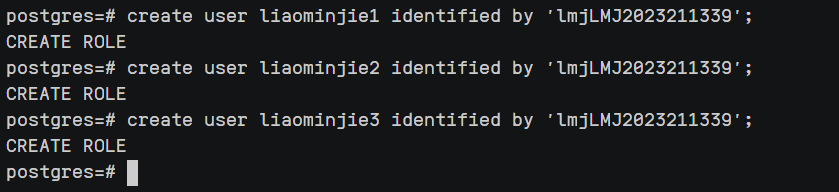 postgres=# create user liaominjie1 identified by 'lmjLMJ2023211339';
CREATE ROLE
postgres=# create user liaominjie2 identified by 'lmjLMJ2023211339';
CREATE ROLE
postgres=# create user liaominjie3 identified by 'lmjLMJ2023211339';
CREATE ROLE
postgres=#